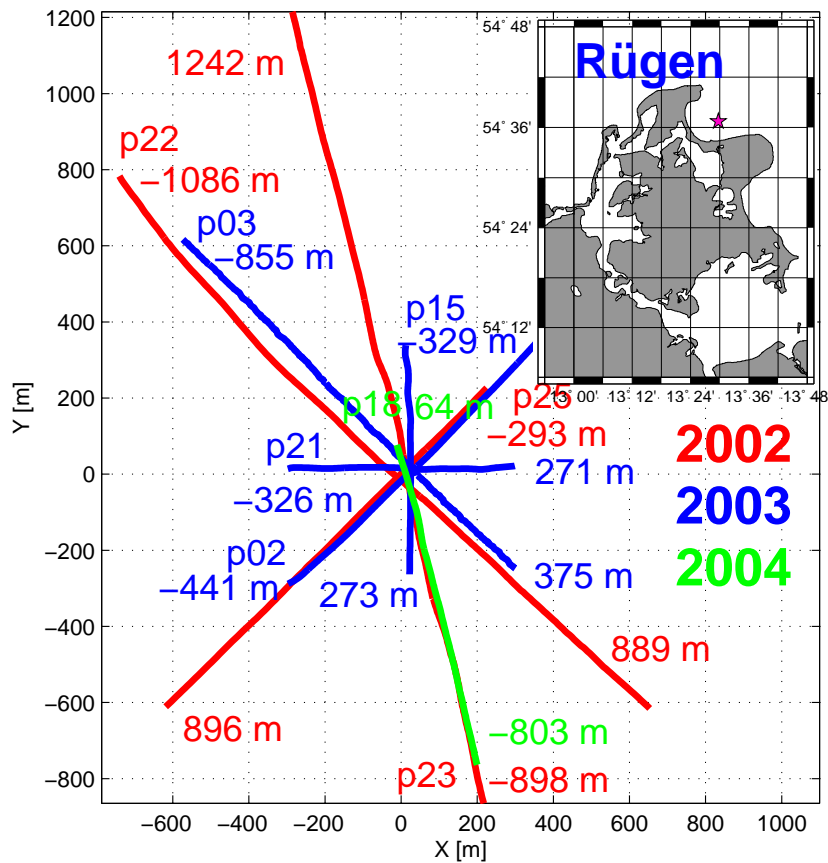 1200
1000
800
600
400
200
0
−200
−400
−600
−800
Y [m]
−600
−400
−200
0
200
400
600
800
1000
X [m]
1242 m
p22
−1086 m
p03
−855 m
p15
−329 m
p18
64 m
p25
−293 m
p21
−326 m
271 m
p02
−441 m
273 m
375 m
889 m
896 m
−803 m
p23
−898 m
2002
2003
2004
Rügen
54° 48'
54° 36'
54° 24'
54° 12'
13° 00'
13° 12'
13° 24'
13° 36'
13° 48'